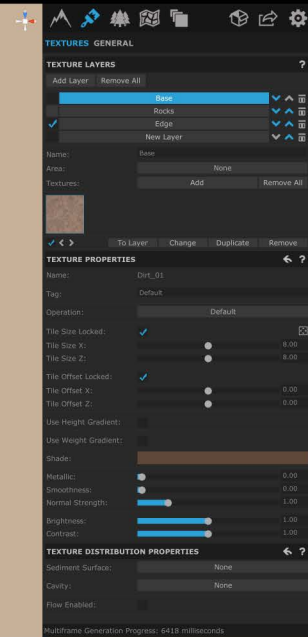 TEXTURES GENERAL
TEXTURE LAYERS ?
Add Layer Remove All
Base
Rocks
Edge
New Layer
Name: Base
Area: None
Textures: Add Remove All
To Layer Change Duplicate Remove
TEXTURE PROPERTIES ?
Name: Dirt_01
Tag: Default
Operation: Default
Tile Size Locked:
Tile Size X: 8.00
Tile Size Z: 8.00
Tile Offset Locked:
Tile Offset X: 0.00
Tile Offset Z: 0.00
Use Height Gradient:
Use Weight Gradient:
Shade:
Metallic: 0.00
Smoothness: 0.00
Normal Strength: 1.00
Brightness: 1.00
Contrast: 1.00
TEXTURE DISTRIBUTION PROPERTIES ?
Sediment Surface: None
Cavity: None
Flow Enabled:
Multiframe Generation Progress: 6418 milliseconds